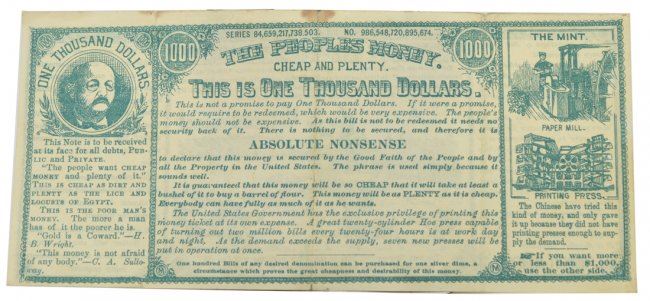 ONE THOUSAND DOLLARS.
This Note is to be received
at its face for all debts, Pub-
lic and Private.
"The people want CHEAP
MONEY and plenty of it."
This is cheap as dirt and
plenty as the Lice and
Locusts of Egypt.
This is the poor man's
money. The more a man
has of it the poorer he is.
"Gold is a Coward."—H.
B. Wright.
"This money is not afraid
of any body."—C. A. Sullo-
way.
SERIES 84,659,217,738,503. NO. 986,548,720,895,674.
1000
1000
THE PEOPLE'S MONEY.
CHEAP AND PLENTY.
THIS IS ONE THOUSAND DOLLARS.
This is not a promise to pay One Thousand Dollars. If it were a promise,
it would require to be redeemed, which would be very expensive. The people's
money should not be expensive. As this bill is not to be redeemed it needs no
security back of it. There is nothing to be secured, and therefore it is
ABSOLUTE NONSENSE
to declare that this money is secured by the Good Faith of the People and by
all the Property in the United States. The phrase is used simply because it
sounds well.
It is guaranteed that this money will be so CHEAP that it will take at least a
bushel of it to buy a barrel of flour. This money will be as PLENTY as it is cheap.
Everybody can have fully as much of it as he wants.
The United States Government has the exclusive privilege of printing this
money ticket at its own expense. A great twenty-cylinder Hoe press capable
of turning out two million bills every twenty-four hours is at work day
and night. As the demand exceeds the supply, seven new presses will be
put in operation at once.
M
M
One hundred Bills of any desired denomination can be purchased for one silver dime, a
circumstance which proves the great cheapness and desirability of this money.
THE MINT.
PAPER MILL.
PRINTING PRESS.
The Chinese have tried this
kind of money, and only gave
it up because they did not have
printing presses enough to sup-
ply the demand.
☞If you want more
or less than $1,000,
use the other side.